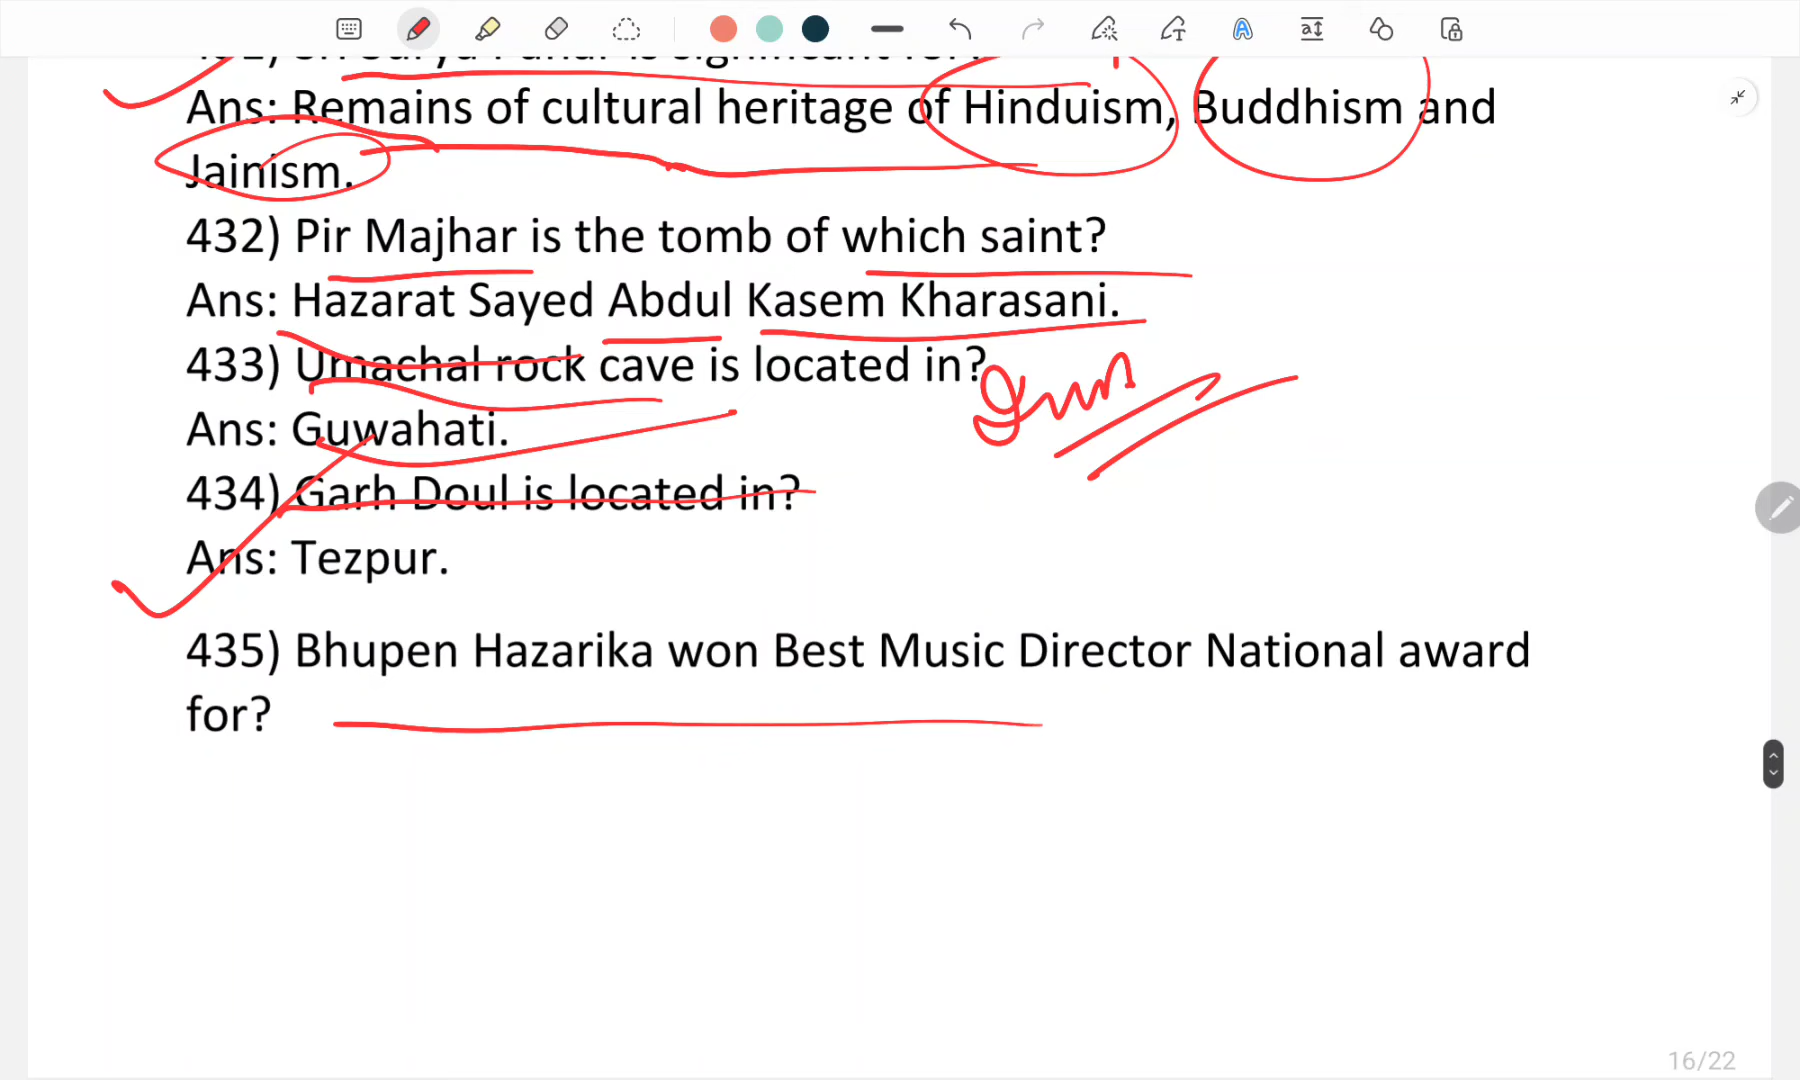 Ans: Remains of cultural heritage of Hinduism, Buddhism and
Jainism.
432) Pir Majhar is the tomb of which saint?
Ans: Hazarat Sayed Abdul Kasem Kharasani.
433) Umachal rock cave is located in?
Ans: Guwahati.
434) Garh Doul is located in?
Ans: Tezpur.
435) Bhupen Hazarika won Best Music Director National award
for?
16/22